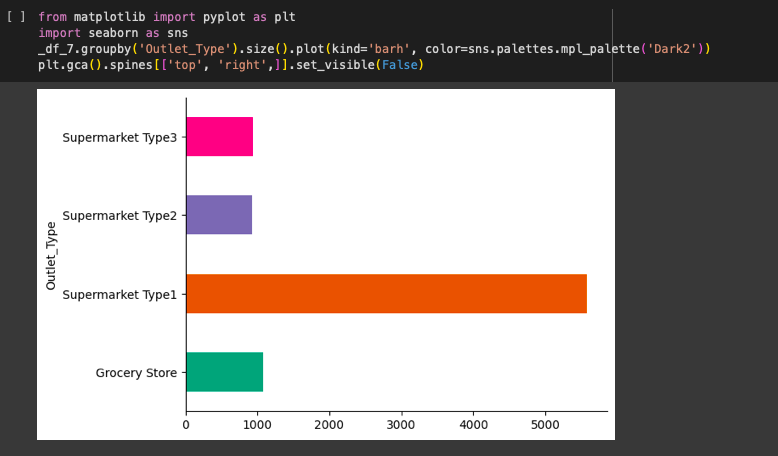 [ ] from matplotlib import pyplot as plt
import seaborn as sns
_df_7.groupby('Outlet_Type').size().plot(kind='barh', color=sns.palettes.mpl_palette('Dark2'))
plt.gca().spines[['top', 'right',]].set_visible(False)
Supermarket Type3
Supermarket Type2
Outlet_Type
Supermarket Type1
Grocery Store
0 1000 2000 3000 4000 5000